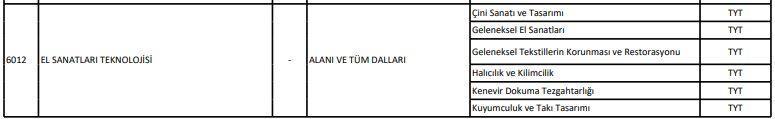 Çini Sanatı ve Tasarımı TYT
Geleneksel El Sanatları TYT
6012 EL SANATLARI TEKNOLOJİSİ - ALANI VE TÜM DALLARI Geleneksel Tekstillerin Korunması ve Restorasyonu TYT
Halıcılık ve Kilimcilik TYT
Kenevir Dokuma Tezgahtarlığı TYT
Kuyumculuk ve Takı Tasarımı TYT